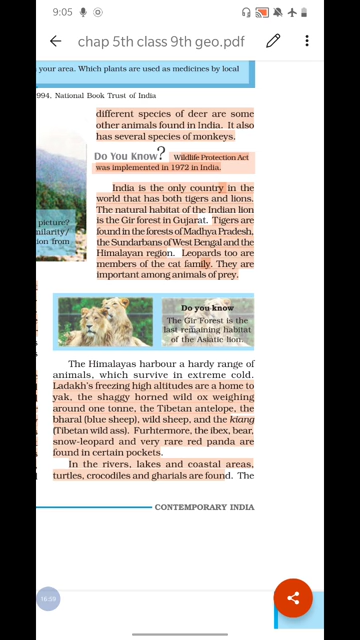 9:05
chap 5th class 9th geo.pdf
your area. Which plants are used as medicines by local
994, National Book Trust of India
different species of deer are some
other animals found in India. It also
has several species of monkeys.
Do You Know? Wildlife Protection Act
was implemented in 1972 in India.
India is the only country in the
world that has both tigers and lions.
The natural habitat of the Indian lion
is the Gir forest in Gujarat. Tigers are
found in the forests of Madhya Pradesh,
the Sundarbans of West Bengal and the
Himalayan region. Leopards too are
members of the cat family. They are
important among animals of prey.
picture?
milarity/
ion from
Do you know
The Gir Forest is the
last remaining habitat
of the Asiatic lion.
The Himalayas harbour a hardy range of
animals, which survive in extreme cold.
Ladakh's freezing high altitudes are a home to
yak, the shaggy horned wild ox weighing
around one tonne, the Tibetan antelope, the
bharal (blue sheep), wild sheep, and the kiang
(Tibetan wild ass). Furhtermore, the ibex, bear,
snow-leopard and very rare red panda are
found in certain pockets.
In the rivers, lakes and coastal areas,
turtles, crocodiles and gharials are found. The
CONTEMPORARY INDIA